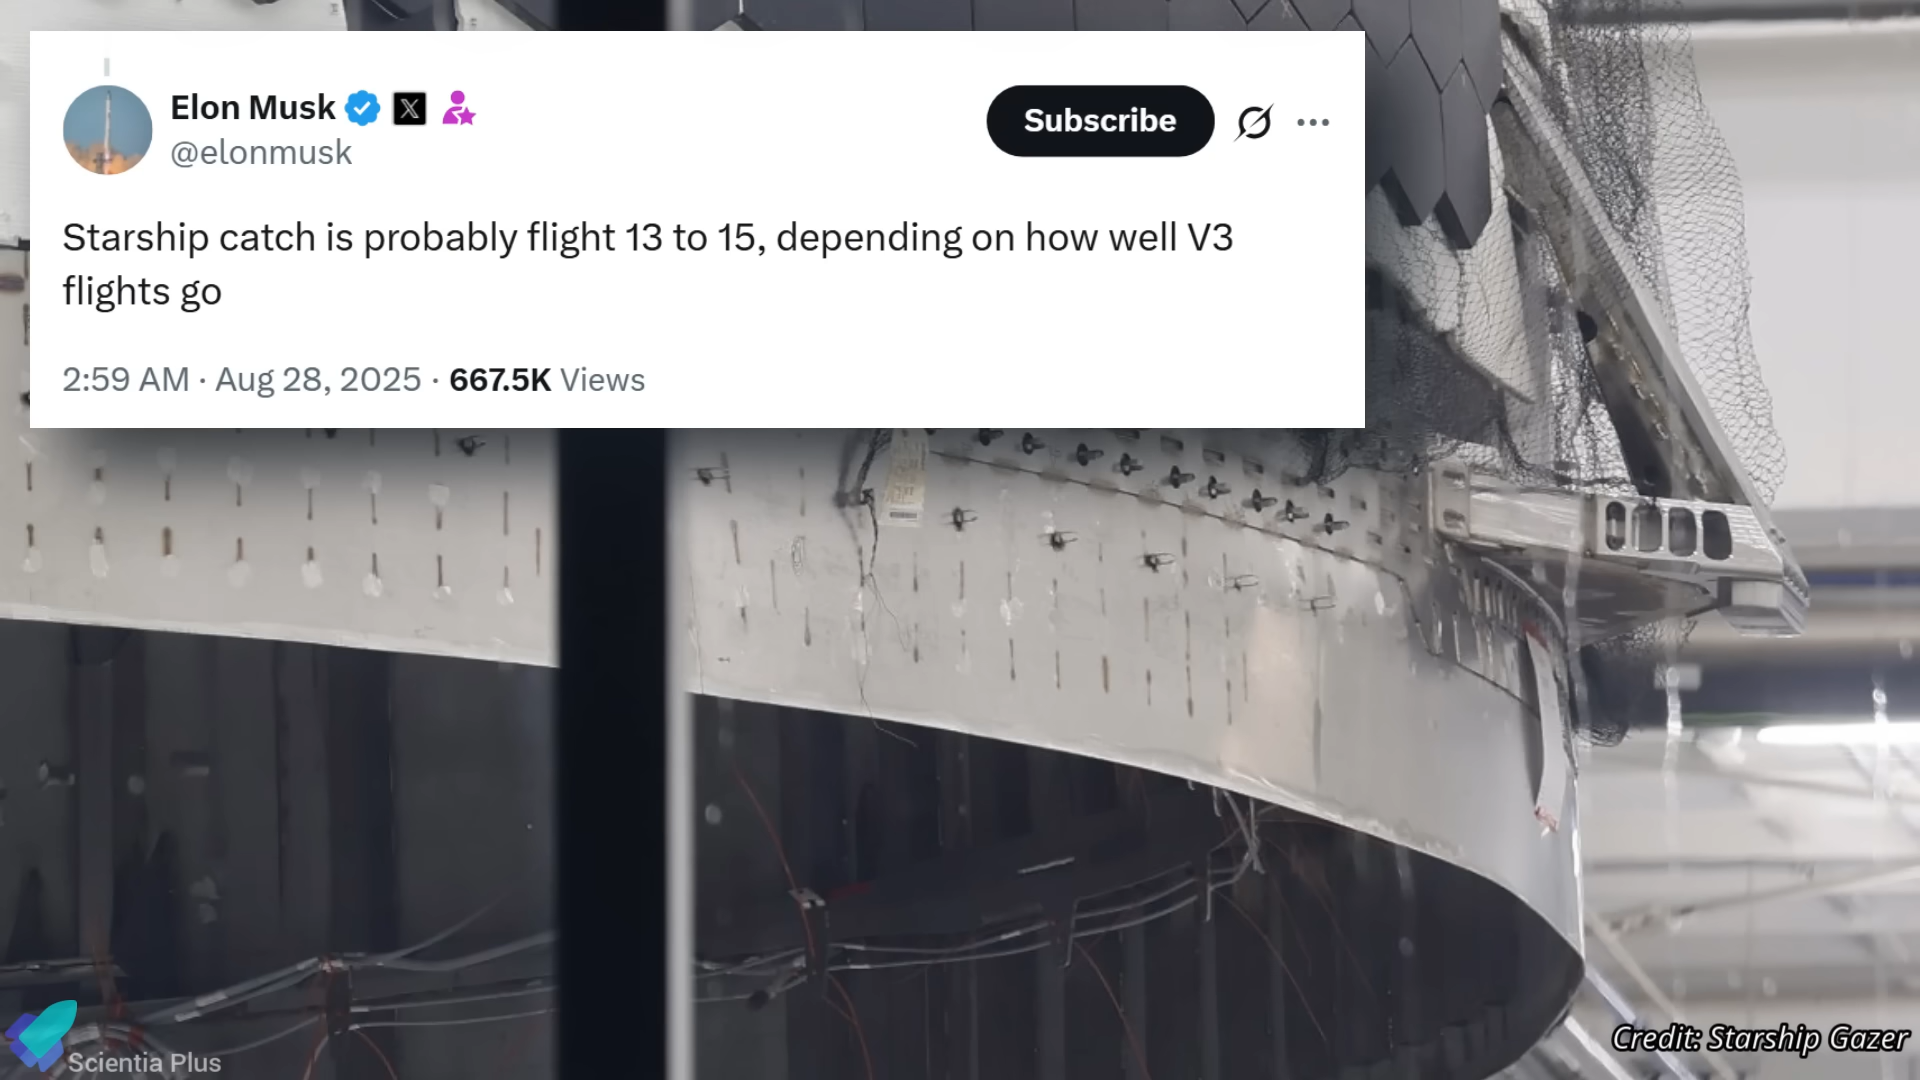 Elon Musk
@elonmusk
Subscribe
Starship catch is probably flight 13 to 15, depending on how well V3
flights go
2:59 AM · Aug 28, 2025 · 667.5K Views
Scientia Plus
Credit: Starship Gazer